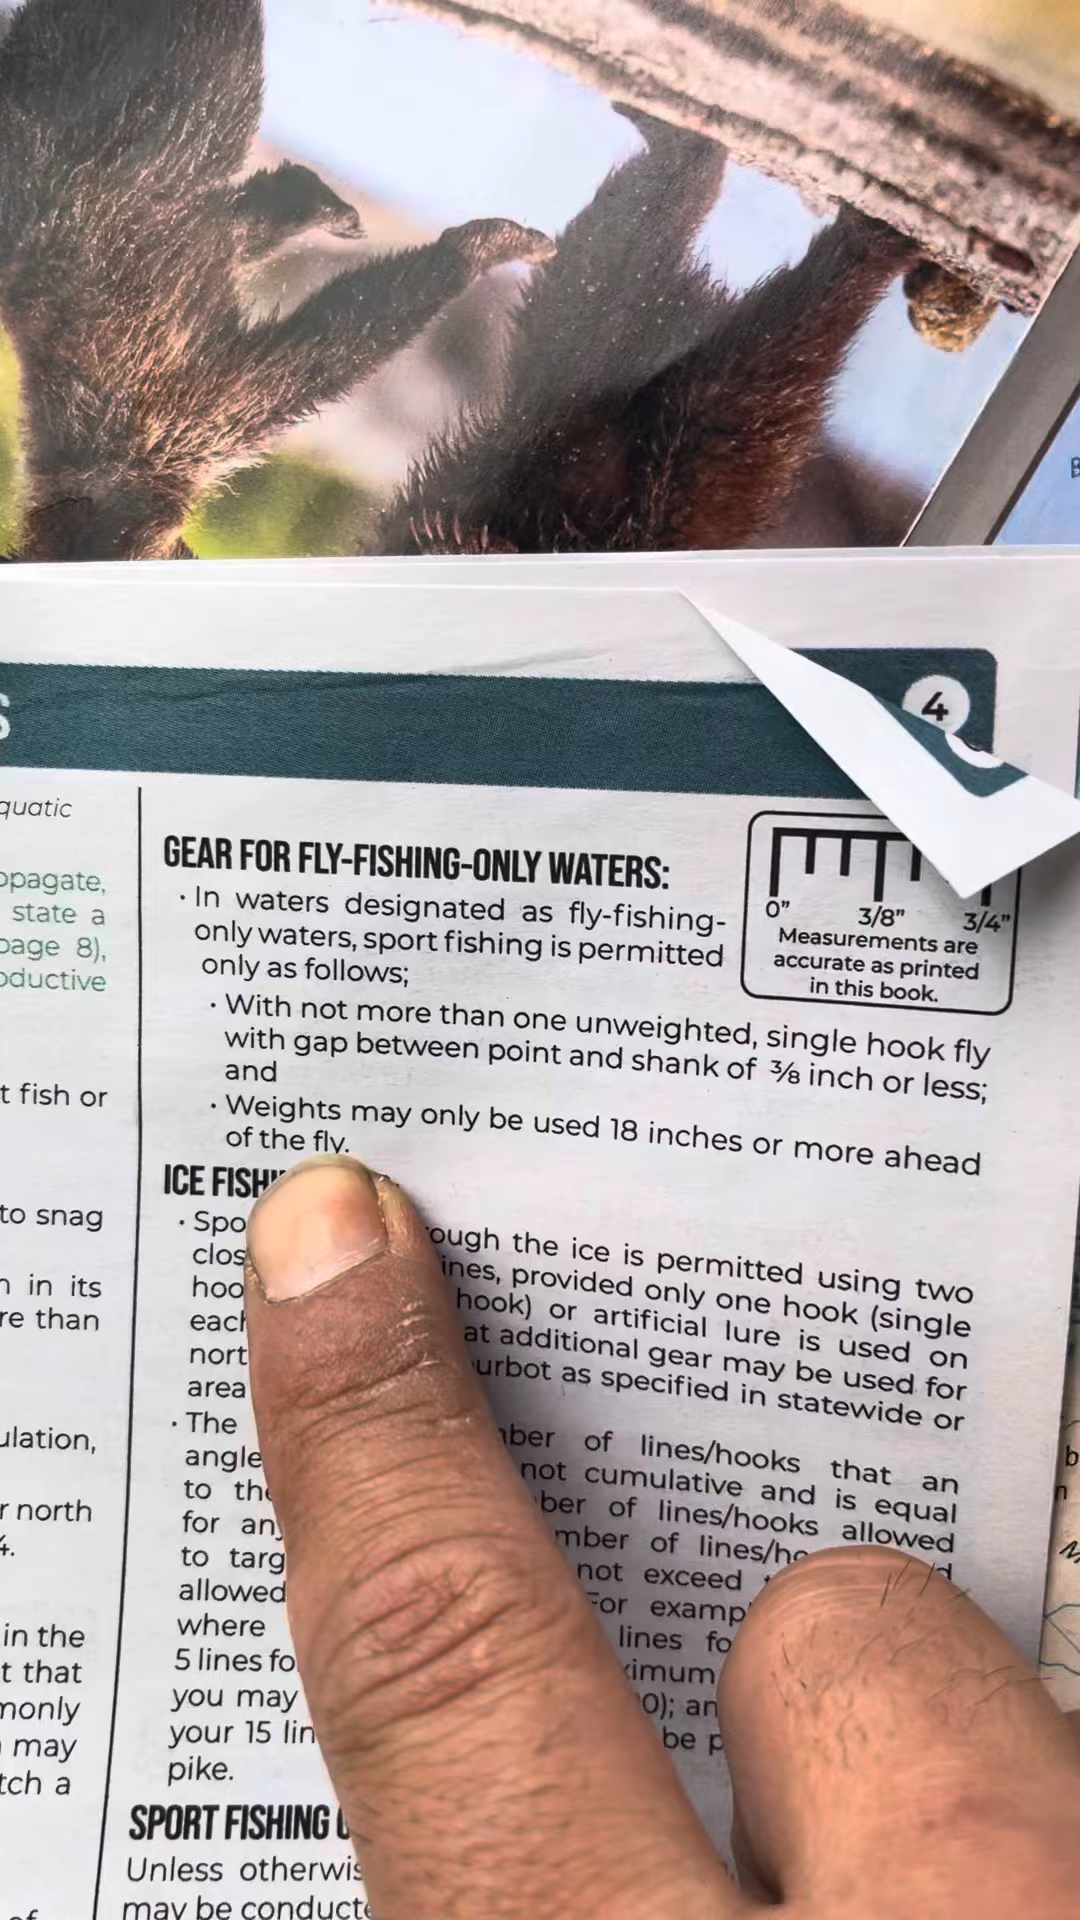 4
quatic
opagate,
state a
page 8),
oductive
t fish or
to snag
in its
re than
ulation,
north
4.
in the
t that
monly
may
tch a
GEAR FOR FLY-FISHING-ONLY WATERS:
· In waters designated as fly-fishing-
only waters, sport fishing is permitted
only as follows;
· With not more than one unweighted, single hook fly
with gap between point and shank of ⅜ inch or less;
and
· Weights may only be used 18 inches or more ahead
of the fly.
0” 3/8” 3/4”
Measurements are
accurate as printed
in this book.
ICE FISHI
· Spo ough the ice is permitted using two
clos ines, provided only one hook (single
hoo hook) or artificial lure is used on
each at additional gear may be used for
nort urbot as specified in statewide or
area
· The ber of lines/hooks that an
angle not cumulative and is equal
to the ber of lines/hooks allowed
for any mber of lines/ho
to targ not exceed
allowed For examp
where lines fo
5 lines fo ximum
you may 0); an
your 15 lin be p
pike.
SPORT FISHING
Unless otherwis
may be conducte